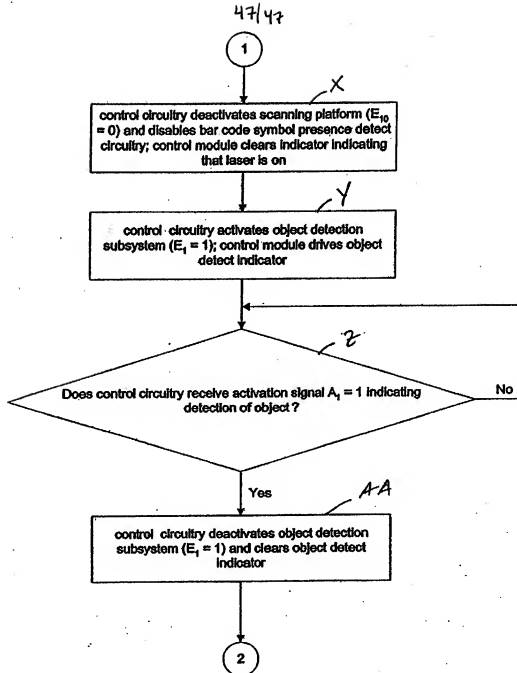 47/47
1
X
control circuitry deactivates scanning platform (E10
= 0) and disables bar code symbol presence detect
circuitry; control module clears indicator indicating
that laser is on
Y
control circuitry activates object detection
subsystem (E1 = 1); control module drives object
detect indicator
Z
Does control circuitry receive activation signal A1 = 1 indicating
detection of object ?
No
Yes
AA
control circuitry deactivates object detection
subsystem (E1 = 1) and clears object detect
indicator
2